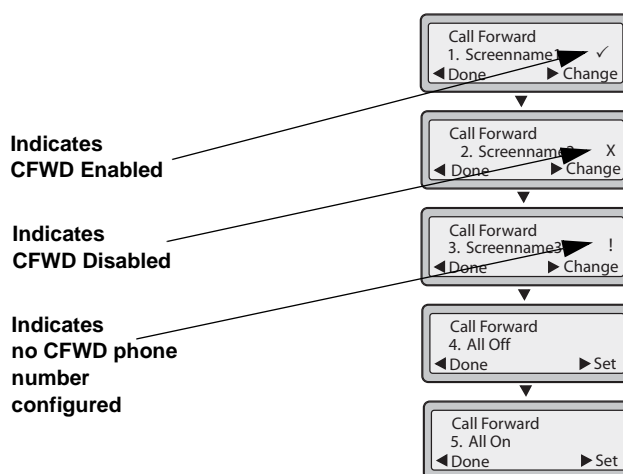 Call Forward
1. Screenname1 ✓
◀Done ▶Change
▼
Indicates
CFWD Enabled
Call Forward
2. Screenname2 X
◀ Done ▶Change
▼
Indicates
CFWD Disabled
Call Forward
3. Screenname3 !
◀Done ▶Change
▼
Indicates
no CFWD phone
number
configured
Call Forward
4. All Off
◀Done ▶Set
▼
Call Forward
5. All On
◀Done ▶Set